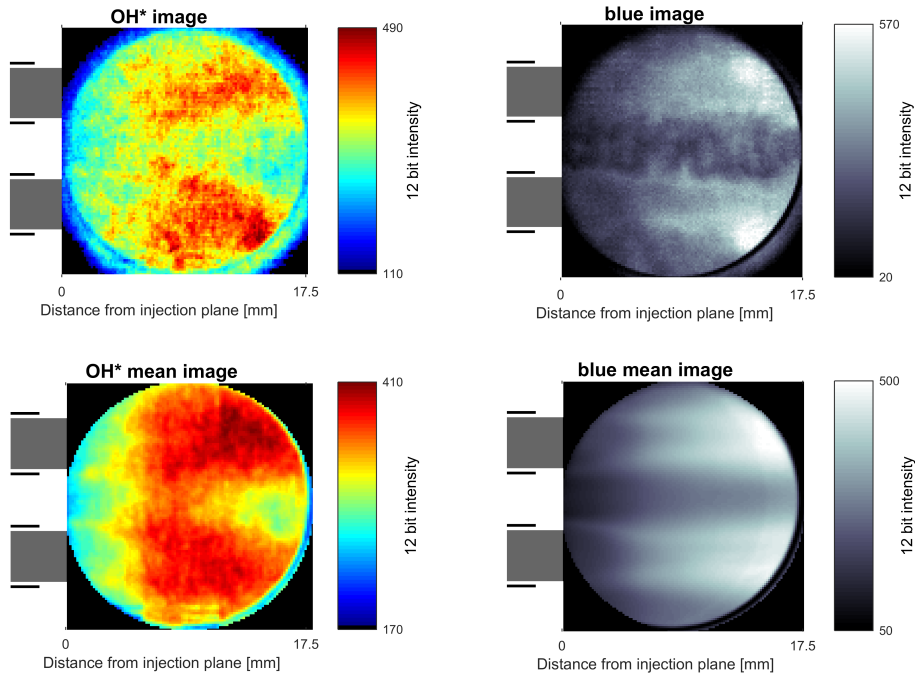 OH* image
490
12 bit intensity
110
0
17.5
Distance from injection plane [mm]
blue image
570
12 bit intensity
20
0
17.5
Distance from injection plane [mm]
OH* mean image
410
12 bit intensity
170
0
17.5
Distance from injection plane [mm]
blue mean image
500
12 bit intensity
50
0
17.5
Distance from injection plane [mm]